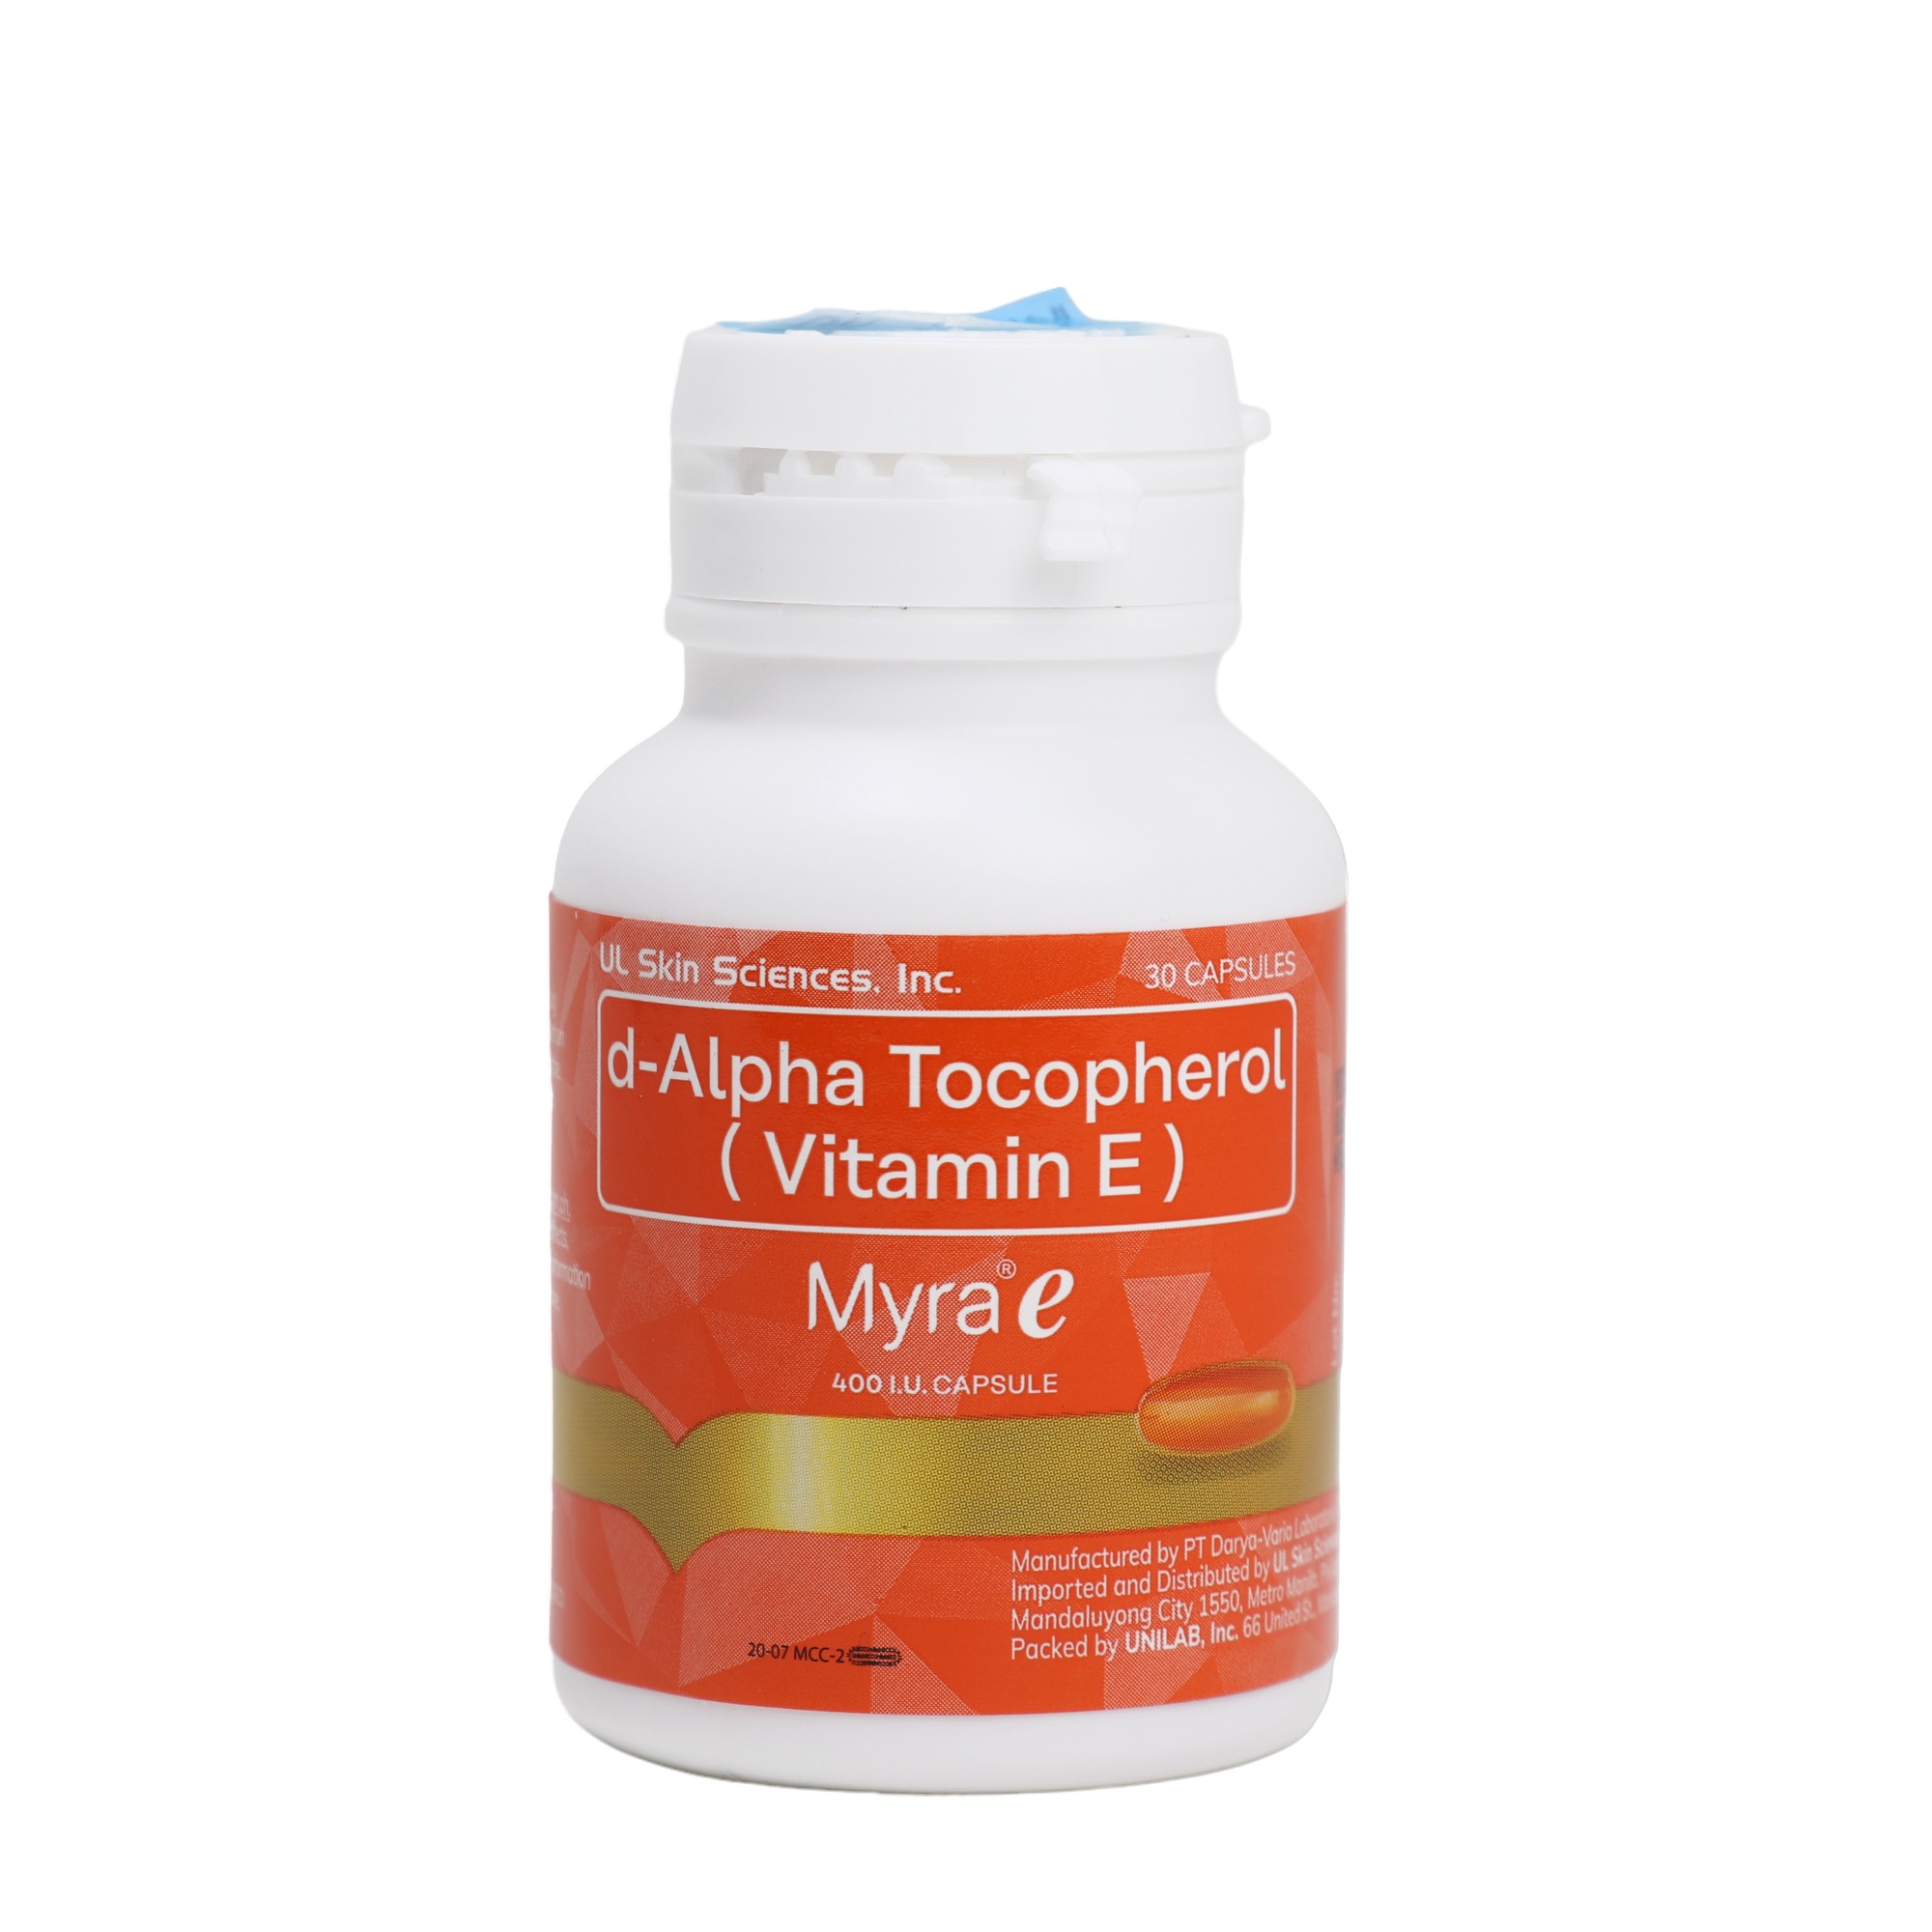 UL Skin Sciences, Inc.
30 CAPSULES
d-Alpha Tocopherol
( Vitamin E )
Myra® e
400 I.U. CAPSULE
Manufactured by PT Darya-Varia
Imported and Distributed by UL Skin
Mandaluyong City 1550, Metro Manila,
Packed by UNILAB, Inc. 66 United St.,
20-07 MCC-2